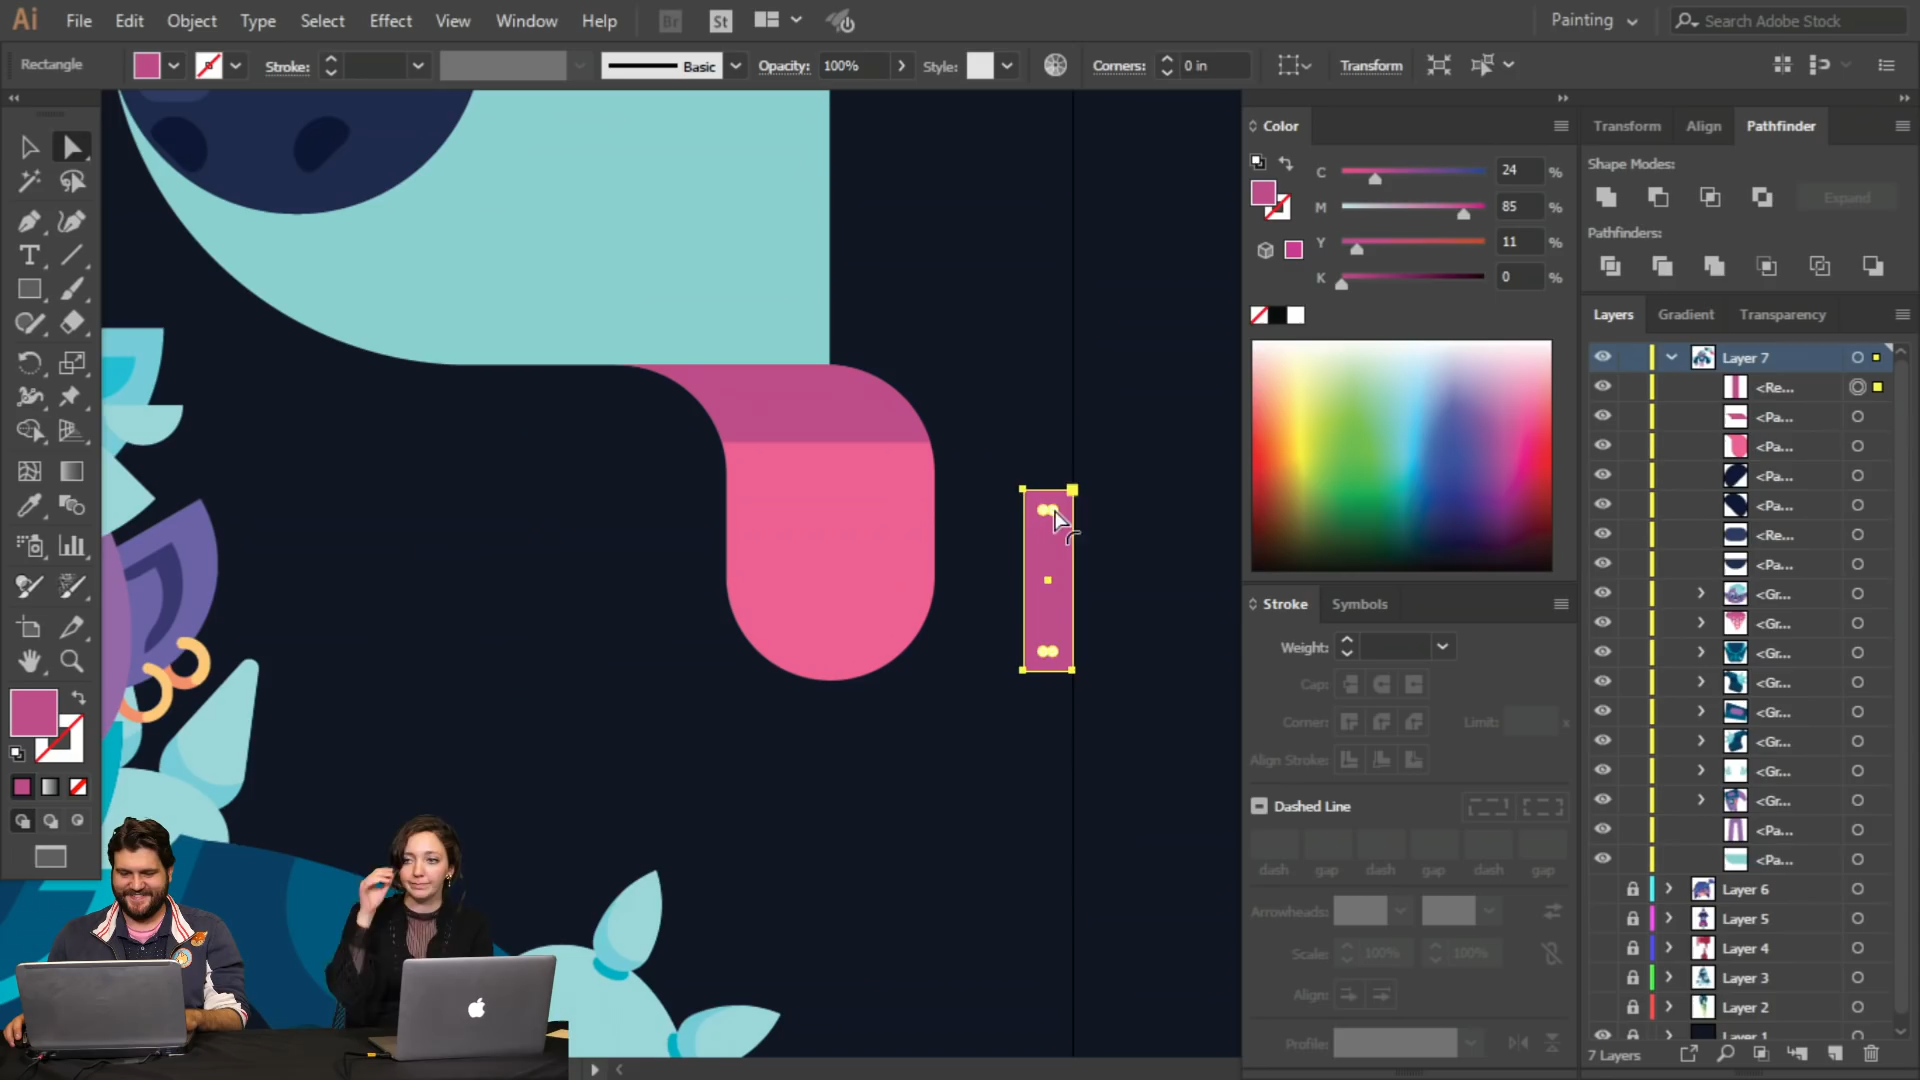 Ai File Edit Object Type Select Effect View Window Help Br St Painting Search Adobe Stock
Rectangle Stroke: Basic Opacity: 100% Style: Corners: 0 in Transform
Color
C 24 %
M 85 %
Y 11 %
K 0 %
Transform Align Pathfinder
Shape Modes:
Expand
Pathfinders:
Layers Gradient Transparency
Layer 7
<Re...
<Pa...
<Pa...
<Pa...
<Pa...
<Re...
<Pa...
<Gr...
<Gr...
<Gr...
<Gr...
<Gr...
<Gr...
<Gr...
<Gr...
<Pa...
<Pa...
Layer 6
Layer 5
Layer 4
Layer 3
Layer 2
Layer 1
7 Layers
Stroke Symbols
Weight:
Cap:
Corner: Limit: x
Align Stroke:
Dashed Line
dash gap dash gap dash gap
Arrowheads:
Scale: 100% 100%
Align:
Profile: